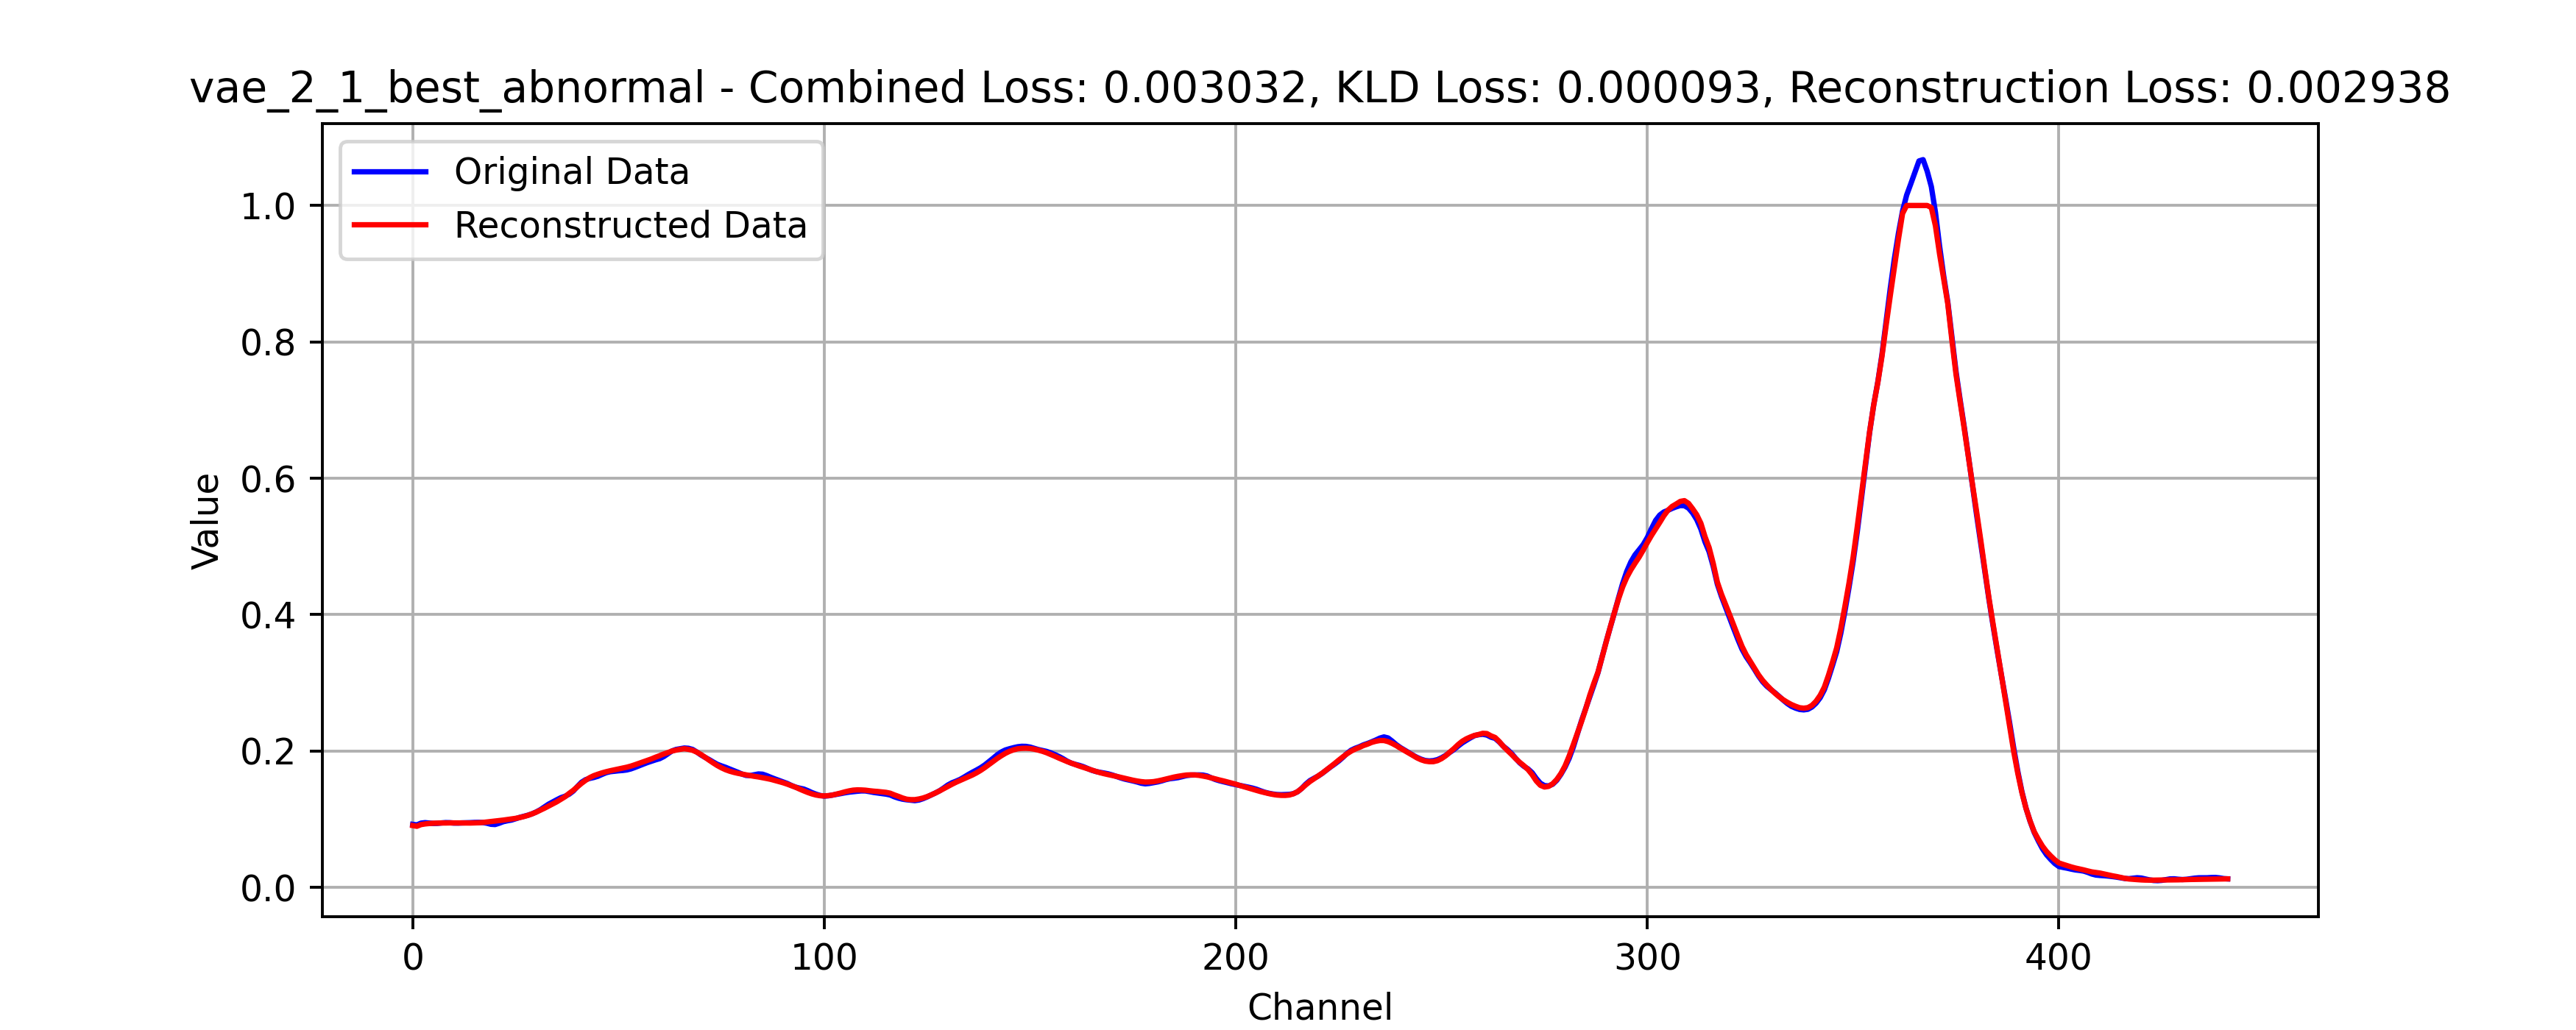 vae_2_1_best_abnormal - Combined Loss: 0.003032, KLD Loss: 0.000093, Reconstruction Loss: 0.002938
Original Data
Reconstructed Data
1.0
0.8
0.6
0.4
0.2
0.0
Value
0 100 200 300 400
Channel